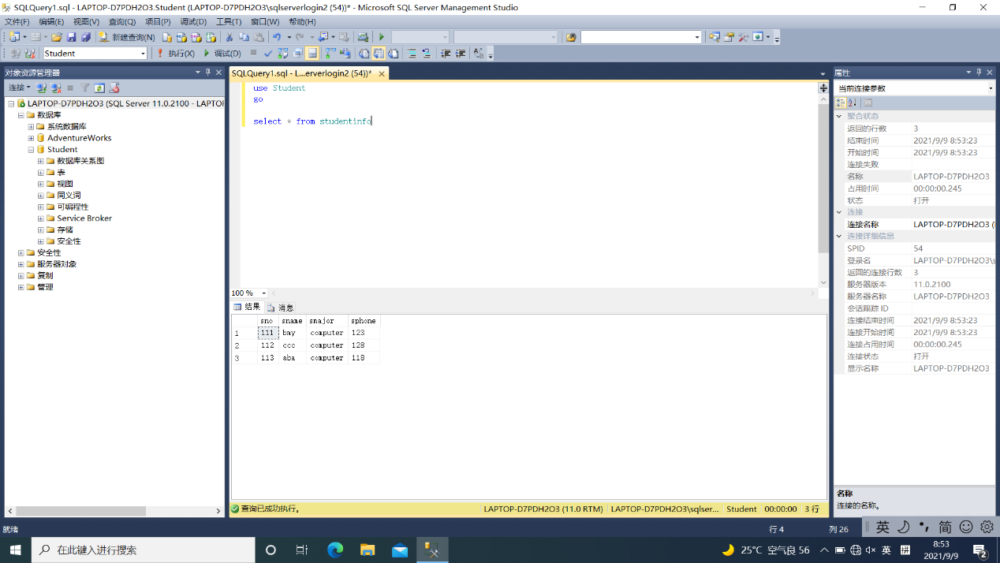 SQLQuery1.sql - LAPTOP-D7PDH2O3.Student (LAPTOP-D7PDH2O3\sqlserverlogin2 (54))* - Microsoft SQL Server Management Studio
文件(F) 编辑(E) 视图(V) 查询(Q) 项目(P) 调试(D) 工具(T) 窗口(W) 帮助(H)
新建查询(N)
Student 执行(X) 调试(D)
对象资源管理器
连接
LAPTOP-D7PDH2O3 (SQL Server 11.0.2100 - LAPTOP
数据库
系统数据库
AdventureWorks
Student
数据库关系图
表
视图
同义词
可编程性
Service Broker
存储
安全性
安全性
服务器对象
复制
管理
SQLQuery1.sql - L...erverlogin2 (54))*
use Student
go
select * from studentinfo
100 %
结果 消息
sno sname smajor sphone
1 111 bmy computer 123
2 112 ccc computer 128
3 113 aba computer 118
查询已成功执行。 LAPTOP-D7PDH2O3 (11.0 RTM) LAPTOP-D7PDH2O3\sqlser... Student 00:00:00 3 行
属性
当前连接参数
聚合状态
返回的行数 3
结束时间 2021/9/9 8:53:23
开始时间 2021/9/9 8:53:23
连接失败
名称 LAPTOP-D7PDH2O3
占用时间 00:00:00.245
状态 打开
连接
连接名称 LAPTOP-D7PDH2O3 (
连接详细信息
SPID 54
登录名 LAPTOP-D7PDH2O3\s
返回的连接行数 3
服务器版本 11.0.2100
服务器名称 LAPTOP-D7PDH2O3
会话跟踪 ID
连接结束时间 2021/9/9 8:53:23
连接开始时间 2021/9/9 8:53:23
连接占用时间 00:00:00.245
连接状态 打开
显示名称 LAPTOP-D7PDH2O3
名称
连接的名称。
就绪 行 4 列 26 英 简
在此键入进行搜索 25°C 空气良 56 英 拼 8:53
2021/9/9 2